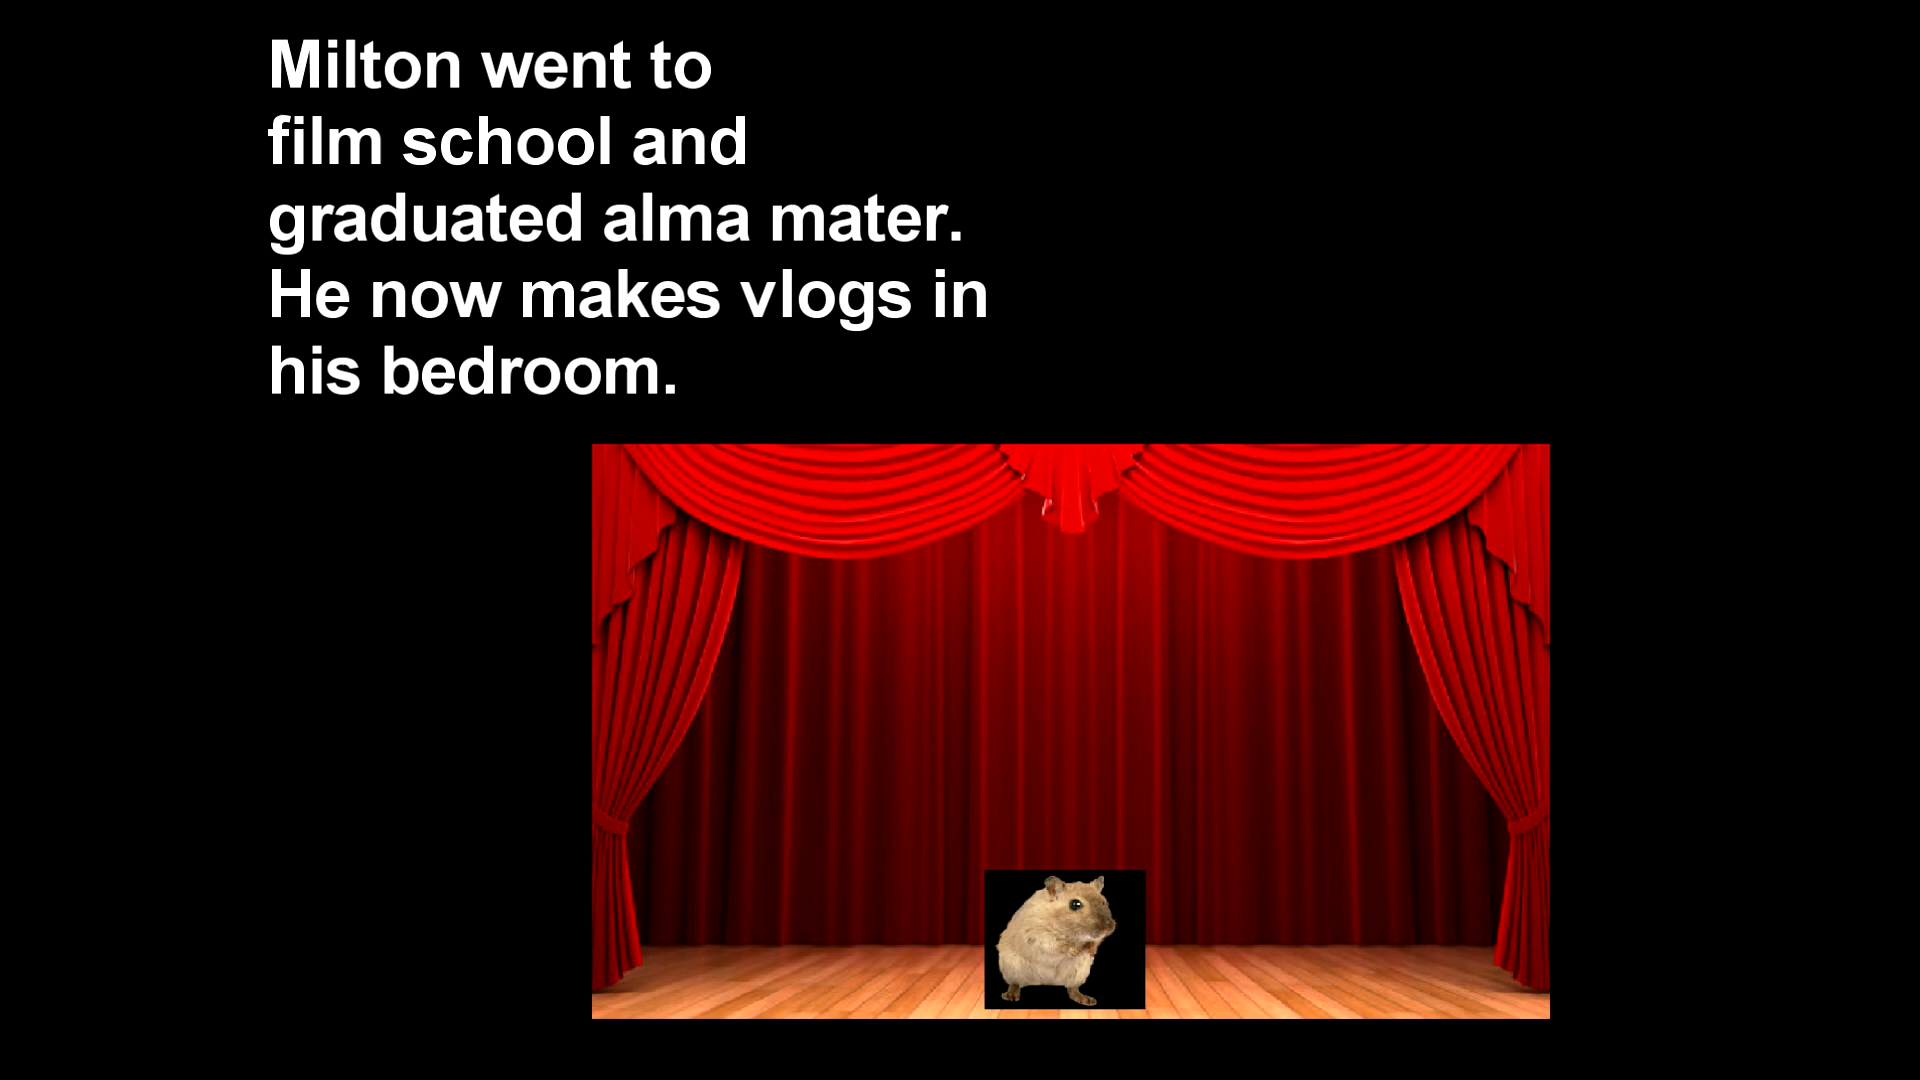 Milton went to
film school and
graduated alma mater.
He now makes vlogs in
his bedroom.